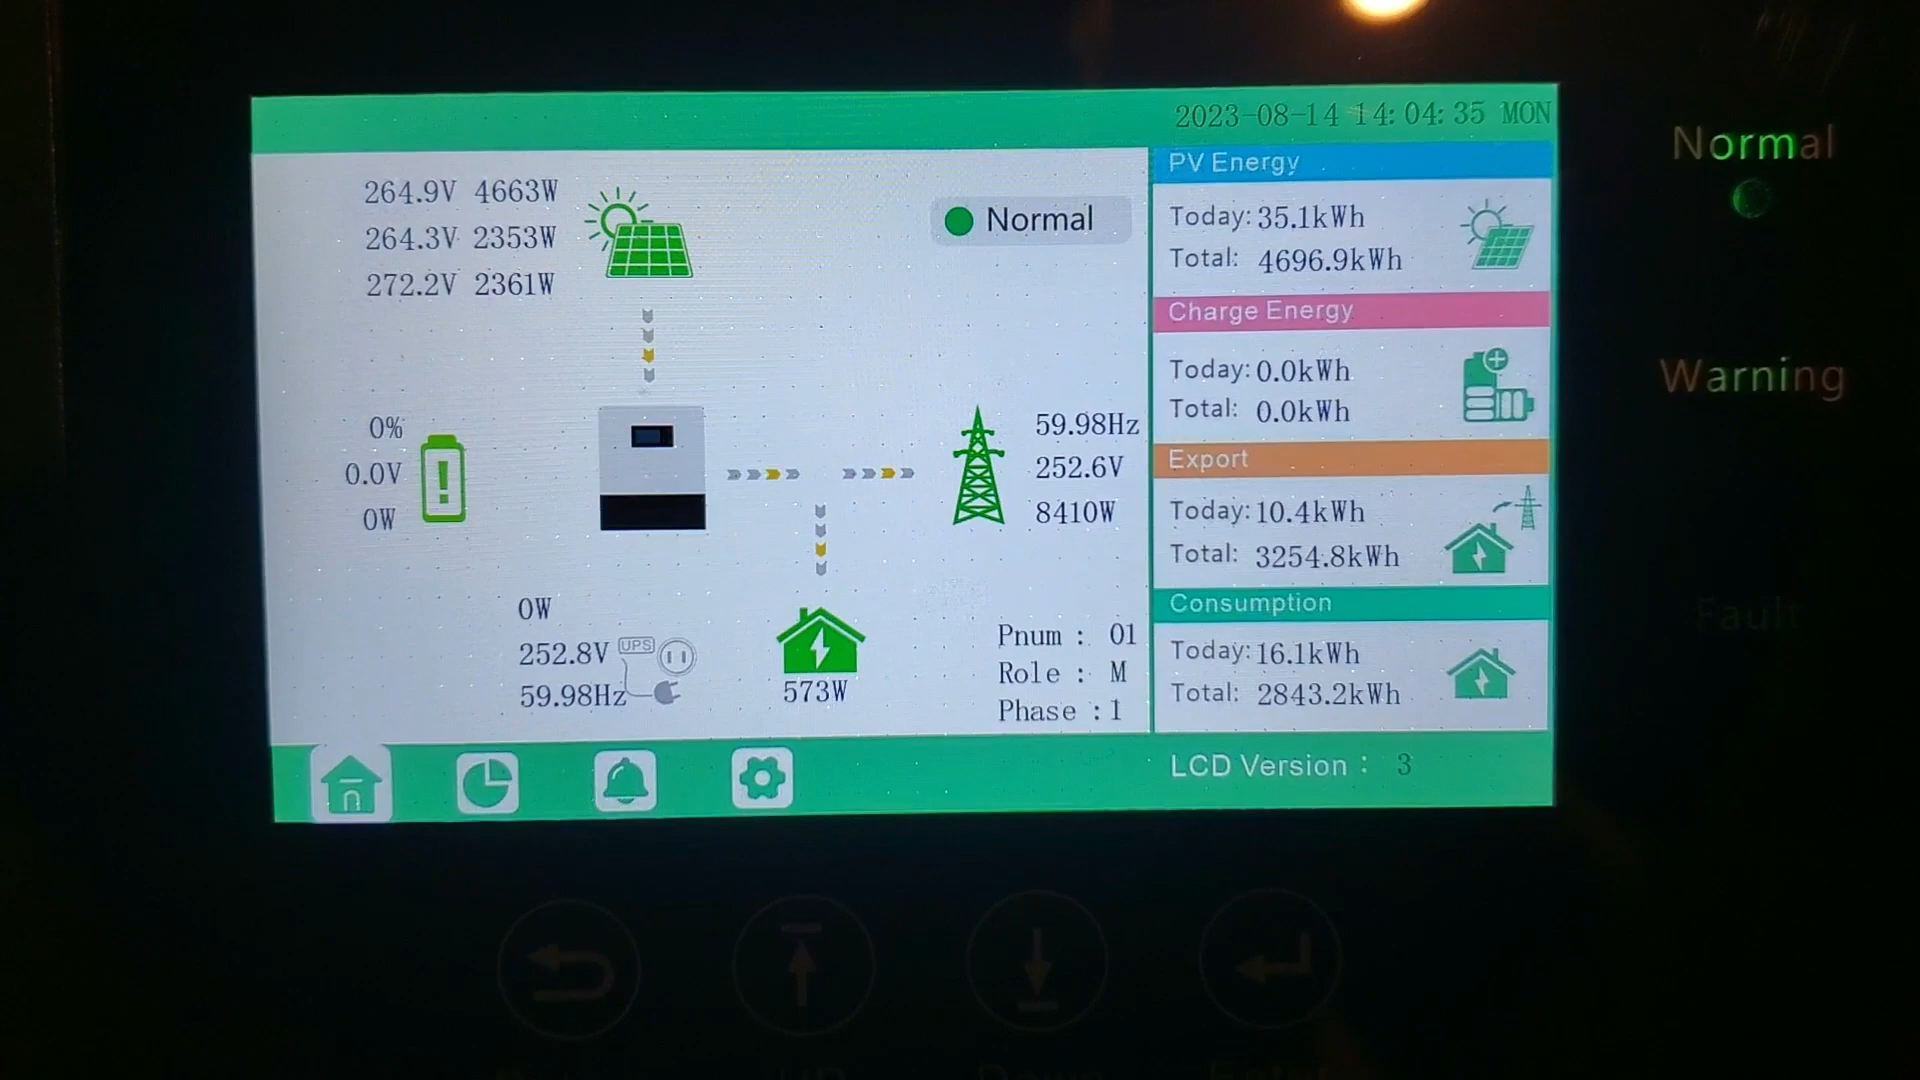 2023-08-14 14:04:35 MON
264.9V 4663W
264.3V 2353W
272.2V 2361W
Normal
0%
0.0V
0W
59.98Hz
252.6V
8410W
0W
252.8V
UPS
59.98Hz
573W
Pnum : 01
Role : M
Phase :1
PV Energy
Today: 35.1kWh
Total: 4696.9kWh
Charge Energy
Today: 0.0kWh
Total: 0.0kWh
Export
Today: 10.4kWh
Total: 3254.8kWh
Consumption
Today: 16.1kWh
Total: 2843.2kWh
LCD Version : 3
Normal
Warning
Fault